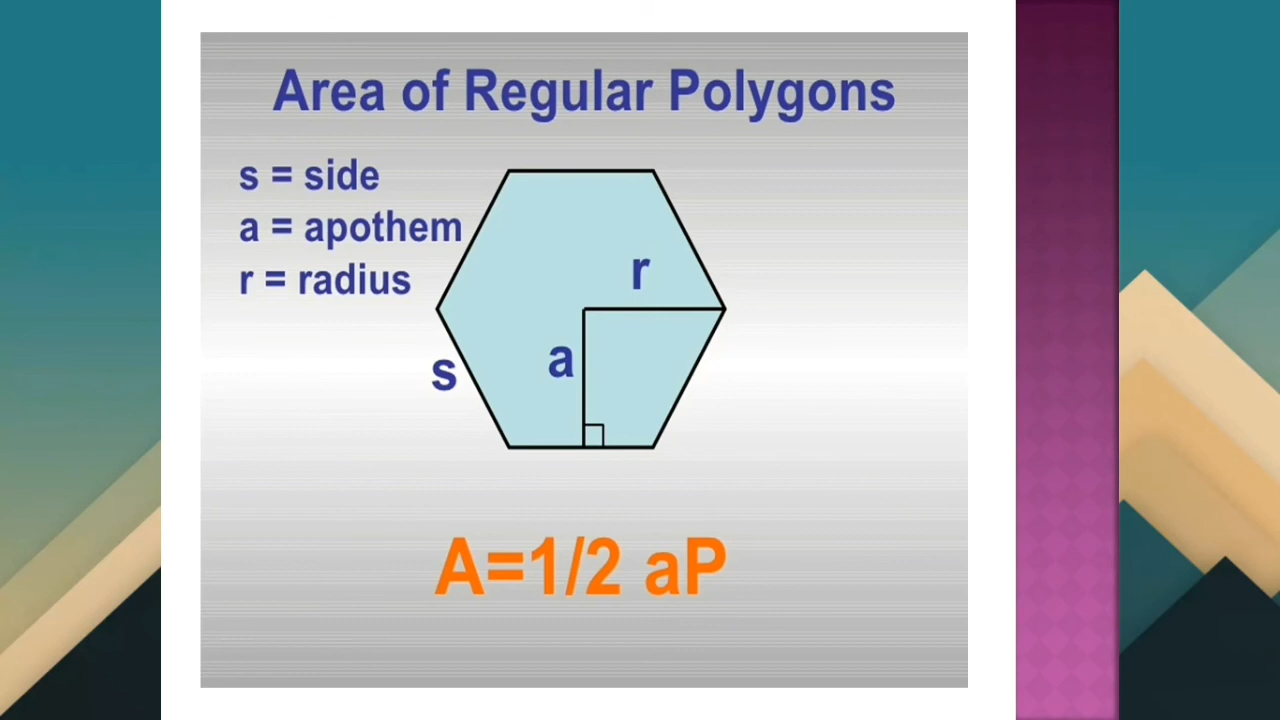 Area of Regular Polygons
s = side
a = apothem
r = radius
r
a
s
A=1/2 aP